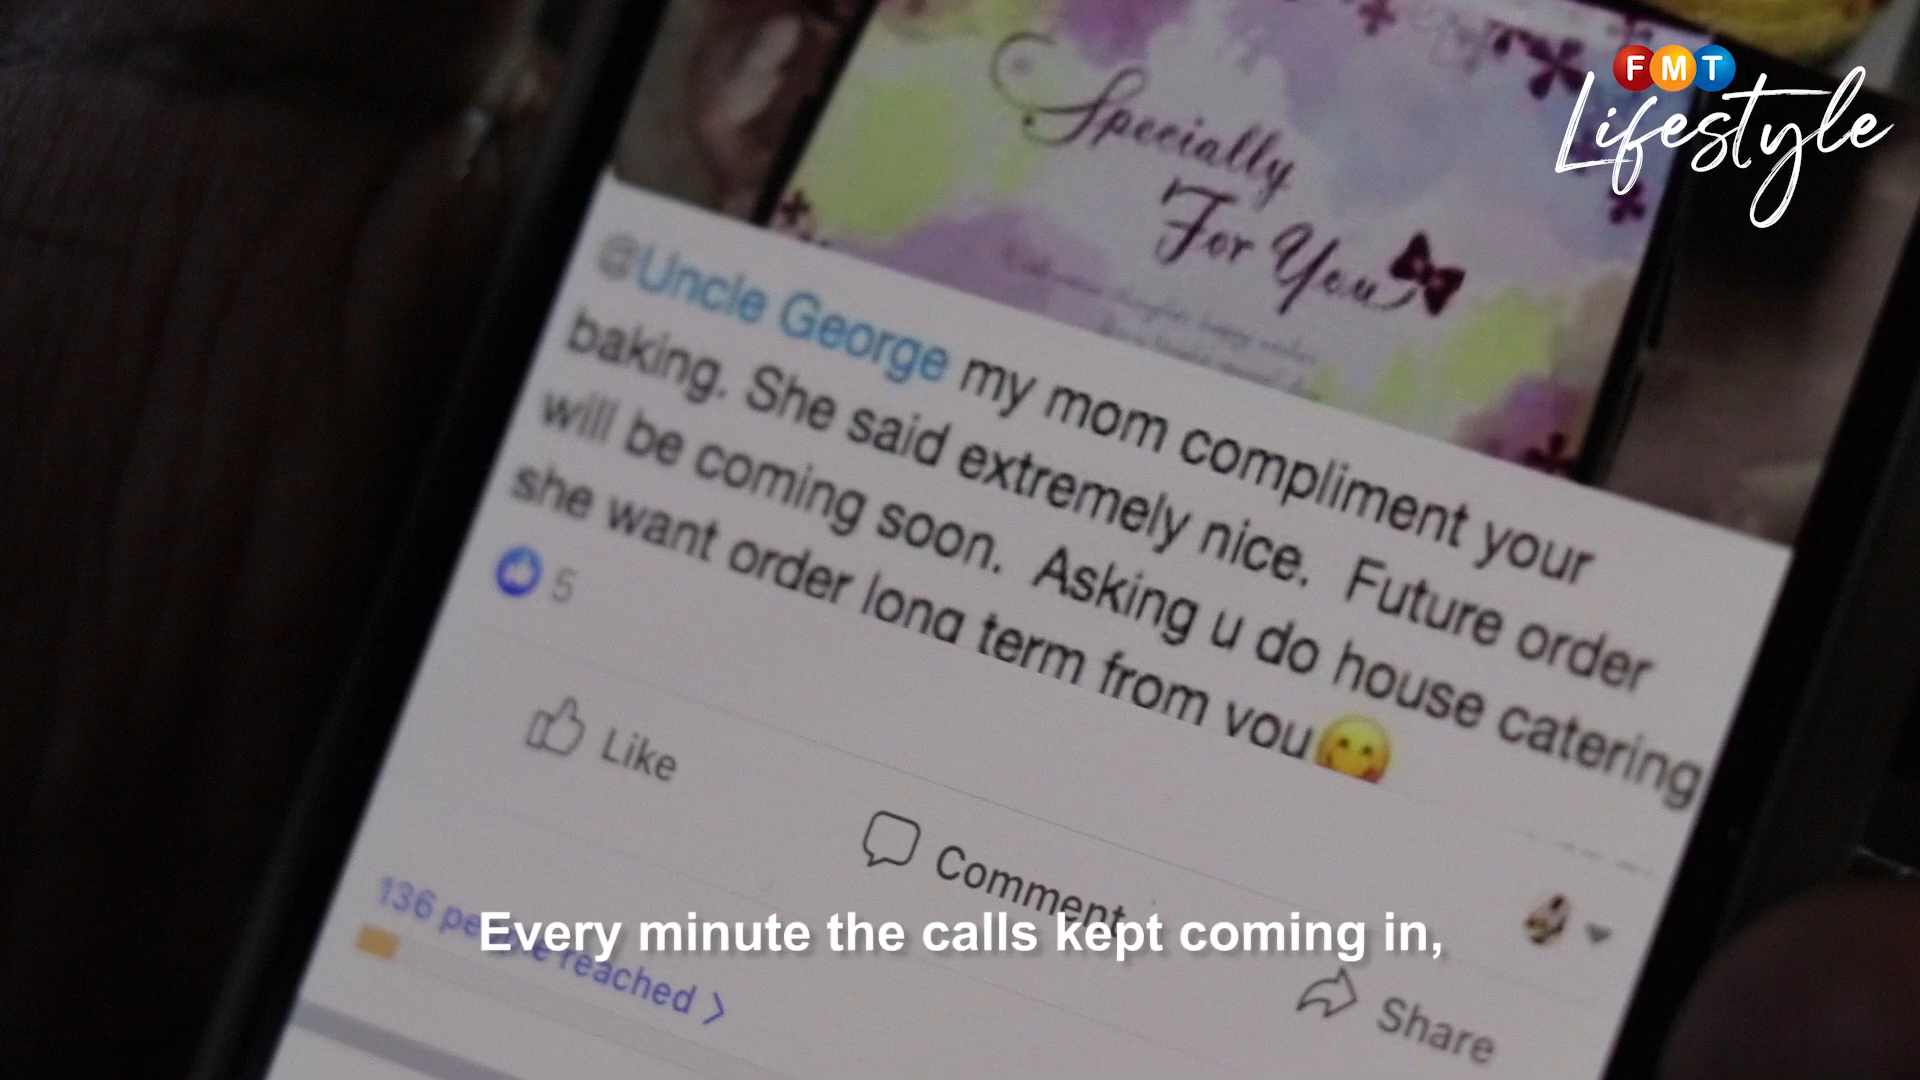 FMT
Lifestyle
Specially
For You
@Uncle George my mom compliment your
baking. She said extremely nice. Future order
will be coming soon. Asking u do house catering
she want order long term from you
5
Like
Comment
Share
136 people reached >
Every minute the calls kept coming in,